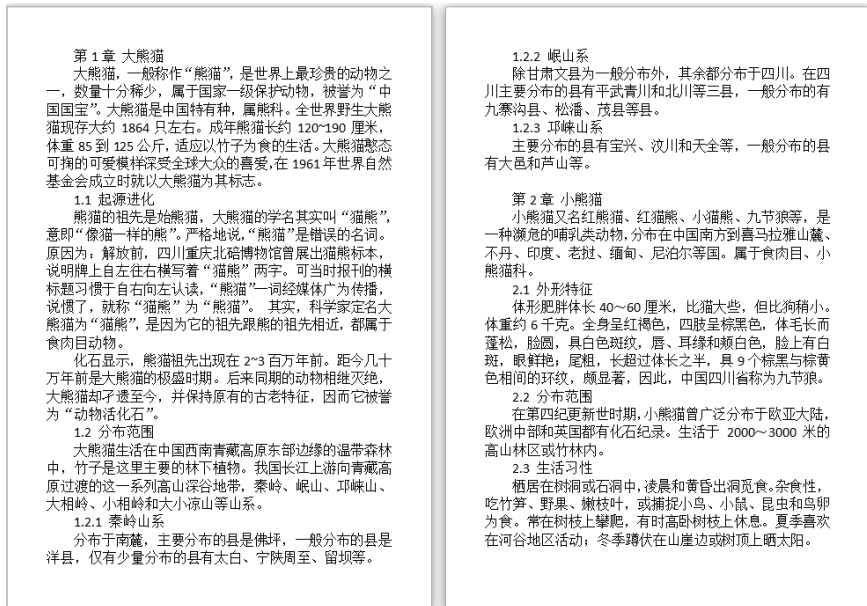 第 1 章 大熊猫
大熊猫，一般称作“熊猫”，是世界上最珍贵的动物之
一，数量十分稀少，属于国家一级保护动物，被誉为“中
国国宝”。大熊猫是中国特有种，属熊科。全世界野生大熊
猫现存大约 1864 只左右。成年熊猫长约 120~190 厘米，
体重 85 到 125 公斤，适应以竹子为食的生活。大熊猫憨态
可掬的可爱模样深受全球大众的喜爱，在 1961 年世界自然
基金会成立时就以大熊猫为其标志。
1.1 起源进化
熊猫的祖先是始熊猫，大熊猫的学名其实叫“猫熊”，
意即“像猫一样的熊”。严格地说，“熊猫”是错误的名词。
原因为：解放前，四川重庆北碚博物馆曾展出猫熊标本，
说明牌上自左往右横写着“猫熊”两字。可当时报刊的横
标题习惯于自右向左认读，“熊猫”一词经媒体广为传播，
说惯了，就称“猫熊”为“熊猫”。 其实，科学家定名大
熊猫为“猫熊”，是因为它的祖先跟熊的祖先相近，都属于
食肉目动物。
化石显示，熊猫祖先出现在 2~3 百万年前。距今几十
万年前是大熊猫的极盛时期。后来同期的动物相继灭绝，
大熊猫却孑遗至今，并保持原有的古老特征，因而它被誉
为“动物活化石”。
1.2 分布范围
大熊猫生活在中国西南青藏高原东部边缘的温带森林
中，竹子是这里主要的林下植物。我国长江上游向青藏高
原过渡的这一系列高山深谷地带，秦岭、岷山、邛崃山、
大相岭、小相岭和大小凉山等山系。
1.2.1 秦岭山系
分布于南麓，主要分布的县是佛坪，一般分布的县是
洋县，仅有少量分布的县有太白、宁陕周至、留坝等。
1.2.2 岷山系
除甘肃文县为一般分布外，其余都分布于四川。在四
川主要分布的县有平武青川和北川等三县，一般分布的有
九寨沟县、松潘、茂县等县。
1.2.3 邛崃山系
主要分布的县有宝兴、汶川和天全等，一般分布的县
有大邑和芦山等。
第 2 章 小熊猫
小熊猫又名红熊猫、红猫熊、小猫熊、九节狼等，是
一种濒危的哺乳类动物，分布在中国南方到喜马拉雅山麓、
不丹、印度、老挝、缅甸、尼泊尔等国。属于食肉目、小
熊猫科。
2.1 外形特征
体形肥胖体长 40～60 厘米，比猫大些，但比狗稍小。
体重约 6 千克。全身呈红褐色，四肢呈棕黑色，体毛长而
蓬松，脸圆，具白色斑纹，唇、耳缘和颊白色，脸上有白
斑，眼鲜艳；尾粗，长超过体长之半，具 9 个棕黑与棕黄
色相间的环纹，颇显著，因此，中国四川省称为九节狼。
2.2 分布范围
在第四纪更新世时期，小熊猫曾广泛分布于欧亚大陆，
欧洲中部和英国都有化石纪录。生活于 2000～3000 米的
高山林区或竹林内。
2.3 生活习性
栖居在树洞或石洞中，凌晨和黄昏出洞觅食。杂食性，
吃竹笋、野果、嫩枝叶，或捕捉小鸟、小鼠、昆虫和鸟卵
为食。常在树枝上攀爬，有时高卧树枝上休息。夏季喜欢
在河谷地区活动；冬季蹲伏在山崖边或树顶上晒太阳。